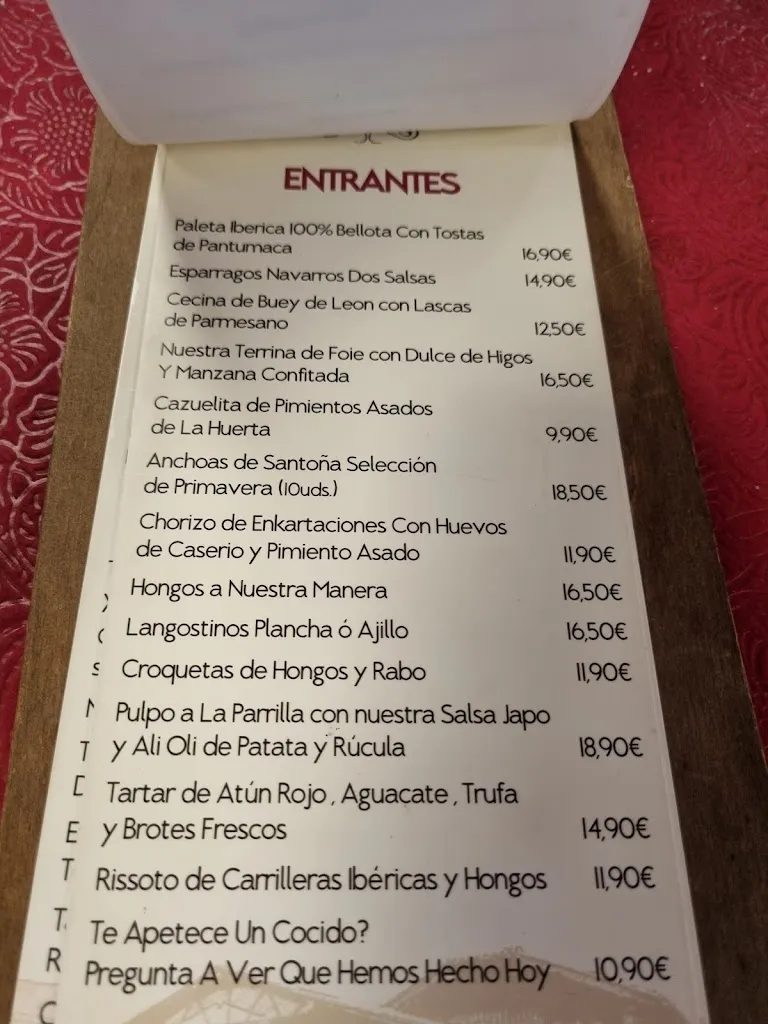 ENTRANTES
Paleta Iberica 100% Bellota Con Tostas
de Pantumaca 16,90€
Esparragos Navarros Dos Salsas 14,90€
Cecina de Buey de Leon con Lascas
de Parmesano 12,50€
Nuestra Terrina de Foie con Dulce de Higos
Y Manzana Confitada 16,50€
Cazuelita de Pimientos Asados
de La Huerta 9,90€
Anchoas de Santoña Selección
de Primavera (10uds.) 18,50€
Chorizo de Enkartaciones Con Huevos
de Caserio y Pimiento Asado 11,90€
Hongos a Nuestra Manera 16,50€
Langostinos Plancha ó Ajillo 16,50€
Croquetas de Hongos y Rabo 11,90€
Pulpo a La Parrilla con nuestra Salsa Japo
y Ali Oli de Patata y Rúcula 18,90€
Tartar de Atún Rojo, Aguacate, Trufa
y Brotes Frescos 14,90€
Rissoto de Carrilleras Ibéricas y Hongos 11,90€
Te Apetece Un Cocido?
Pregunta A Ver Que Hemos Hecho Hoy 10,90€